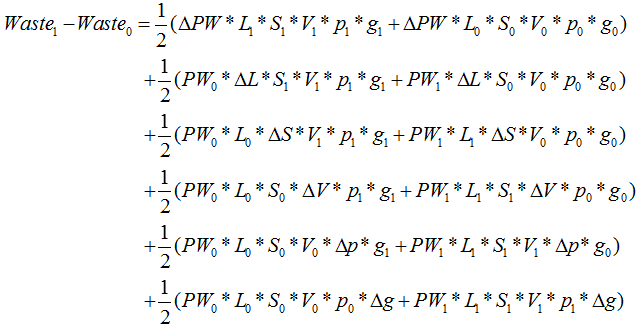 Waste₁ − Waste₀ = 1/2 (ΔPW * L₁ * S₁ * V₁ * p₁ * g₁ + ΔPW * L₀ * S₀ * V₀ * p₀ * g₀)
+ 1/2 (PW₀ * ΔL * S₁ * V₁ * p₁ * g₁ + PW₁ * ΔL * S₀ * V₀ * p₀ * g₀)
+ 1/2 (PW₀ * L₀ * ΔS * V₁ * p₁ * g₁ + PW₁ * L₁ * ΔS * V₀ * p₀ * g₀)
+ 1/2 (PW₀ * L₀ * S₀ * ΔV * p₁ * g₁ + PW₁ * L₁ * S₁ * ΔV * p₀ * g₀)
+ 1/2 (PW₀ * L₀ * S₀ * V₀ * Δp * g₁ + PW₁ * L₁ * S₁ * V₁ * Δp * g₀)
+ 1/2 (PW₀ * L₀ * S₀ * V₀ * p₀ * Δg + PW₁ * L₁ * S₁ * V₁ * p₁ * Δg)